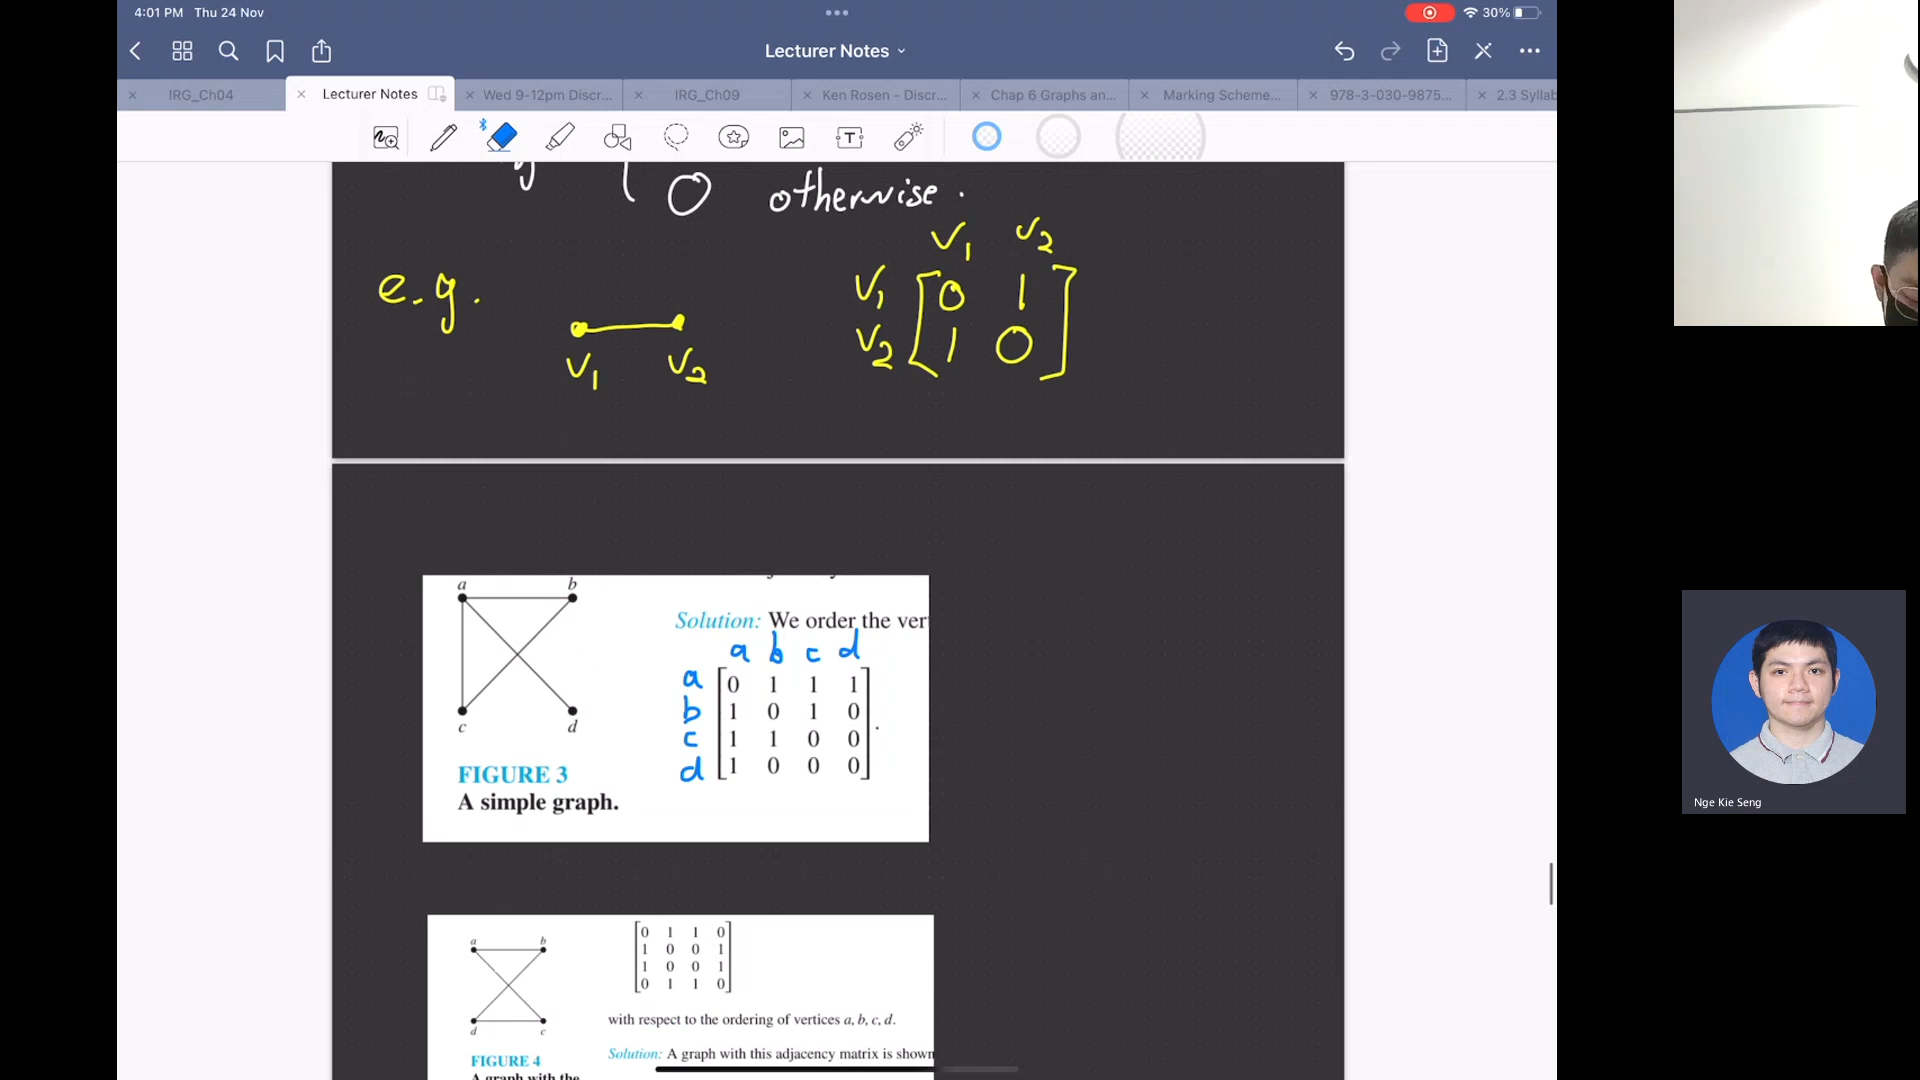 4:01 PM Thu 24 Nov
30%
Lecturer Notes
IRG_Ch04
Lecturer Notes
Wed 9-12pm Discr...
IRG_Ch09
Ken Rosen - Discr...
Chap 6 Graphs an...
Marking Scheme...
978-3-030-9875...
2.3 Syllab
0 otherwise.
e.g.
V1 V2
V1 V2
V1 0 1
V2 1 0
a b
c d
FIGURE 3
A simple graph.
Solution: We order the ver
a b c d
a 0 1 1 1
b 1 0 1 0
c 1 1 0 0
d 1 0 0 0
.
a b
d c
FIGURE 4
A graph with the
0 1 1 0
1 0 0 1
1 0 0 1
0 1 1 0
with respect to the ordering of vertices a, b, c, d.
Solution: A graph with this adjacency matrix is shown
Nge Kie Seng